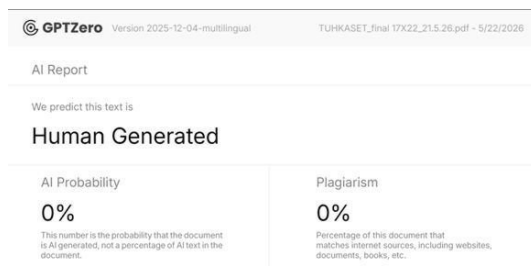 GPTZero Version 2025-12-04-multilingual TUHKASET_final 17X22_21.5.26.pdf - 5/22/2026
AI Report
We predict this text is
Human Generated
AI Probability
0%
This number is the probability that the document
is AI generated, not a percentage of AI text in the
document.
Plagiarism
0%
Percentage of this document that
matches internet sources, including websites,
documents, books, etc.